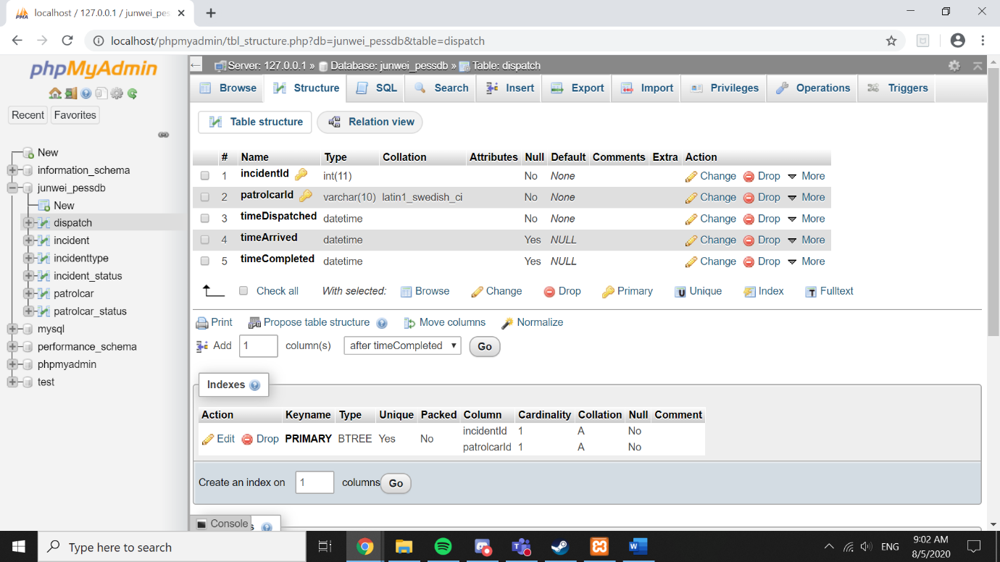 localhost / 127.0.0.1 / junwei_pes
localhost/phpmyadmin/tbl_structure.php?db=junwei_pessdb&table=dispatch
phpMyAdmin
Recent Favorites
New
information_schema
junwei_pessdb
New
dispatch
incident
incidenttype
incident_status
patrolcar
patrolcar_status
mysql
performance_schema
phpmyadmin
test
Server: 127.0.0.1 » Database: junwei_pessdb » Table: dispatch
Browse Structure SQL Search Insert Export Import Privileges Operations Triggers
Table structure Relation view
# Name Type Collation Attributes Null Default Comments Extra Action
1 incidentId int(11) No None Change Drop More
2 patrolcarId varchar(10) latin1_swedish_ci No None Change Drop More
3 timeDispatched datetime No None Change Drop More
4 timeArrived datetime Yes NULL Change Drop More
5 timeCompleted datetime Yes NULL Change Drop More
Check all With selected: Browse Change Drop Primary Unique Index Fulltext
Print Propose table structure Move columns Normalize
Add 1 column(s) after timeCompleted Go
Indexes
Action Keyname Type Unique Packed Column Cardinality Collation Null Comment
Edit Drop PRIMARY BTREE Yes No incidentId 1 A No
patrolcarId 1 A No
Create an index on 1 columns Go
Console
Type here to search
ENG
9:02 AM
8/5/2020